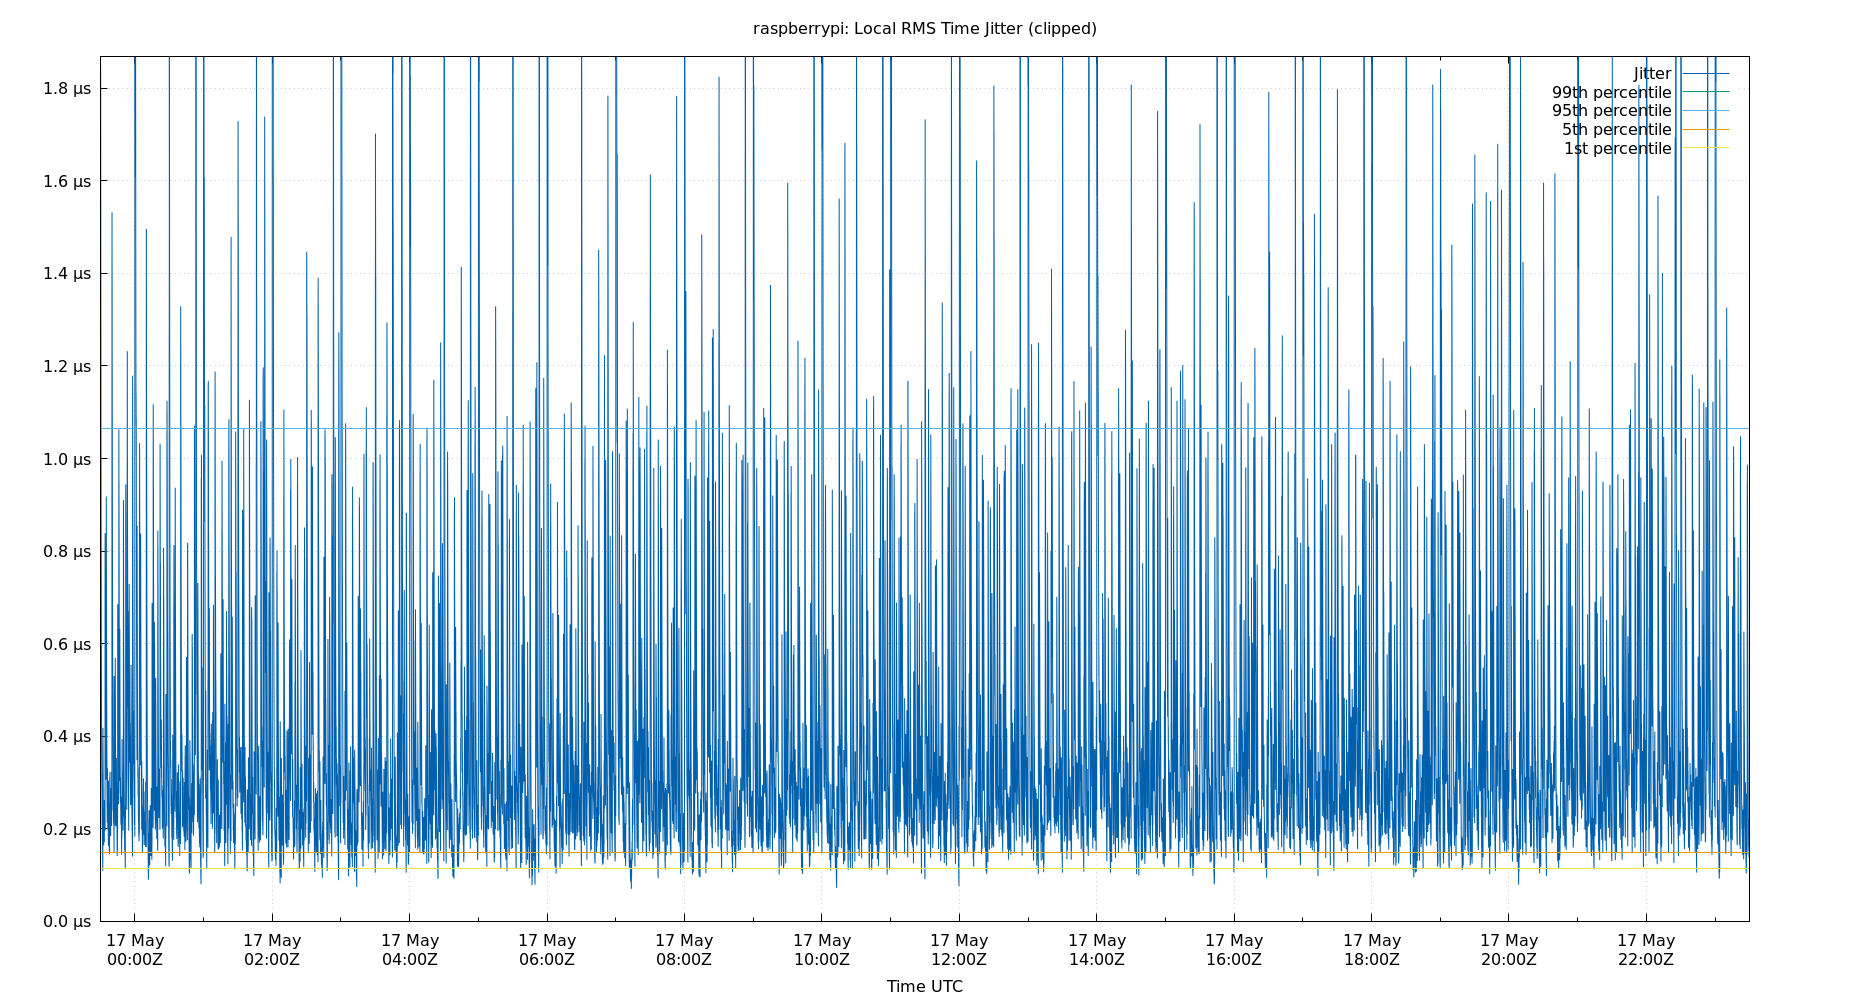 raspberrypi: Local RMS Time Jitter (clipped)
Jitter
99th percentile
95th percentile
5th percentile
1st percentile
1.8 µs
1.6 µs
1.4 µs
1.2 µs
1.0 µs
0.8 µs
0.6 µs
0.4 µs
0.2 µs
0.0 µs
17 May 17 May 17 May 17 May 17 May 17 May 17 May 17 May 17 May 17 May 17 May 17 May
00:00Z 02:00Z 04:00Z 06:00Z 08:00Z 10:00Z 12:00Z 14:00Z 16:00Z 18:00Z 20:00Z 22:00Z
Time UTC